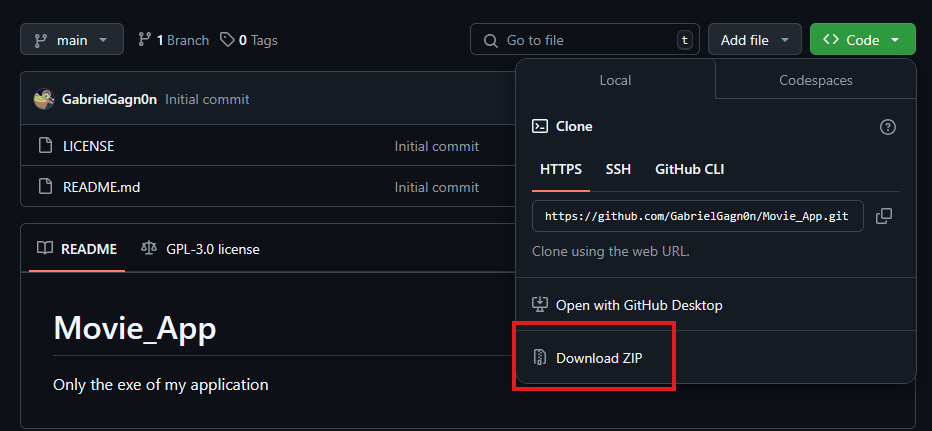 main 1 Branch 0 Tags Go to file t Add file Code
Local Codespaces
GabrielGagn0n Initial commit
Clone
LICENSE Initial commit
HTTPS SSH GitHub CLI
README.md Initial commit
https://github.com/GabrielGagn0n/Movie_App.git
README GPL-3.0 license
Clone using the web URL.
Open with GitHub Desktop
Movie_App
Download ZIP
Only the exe of my application